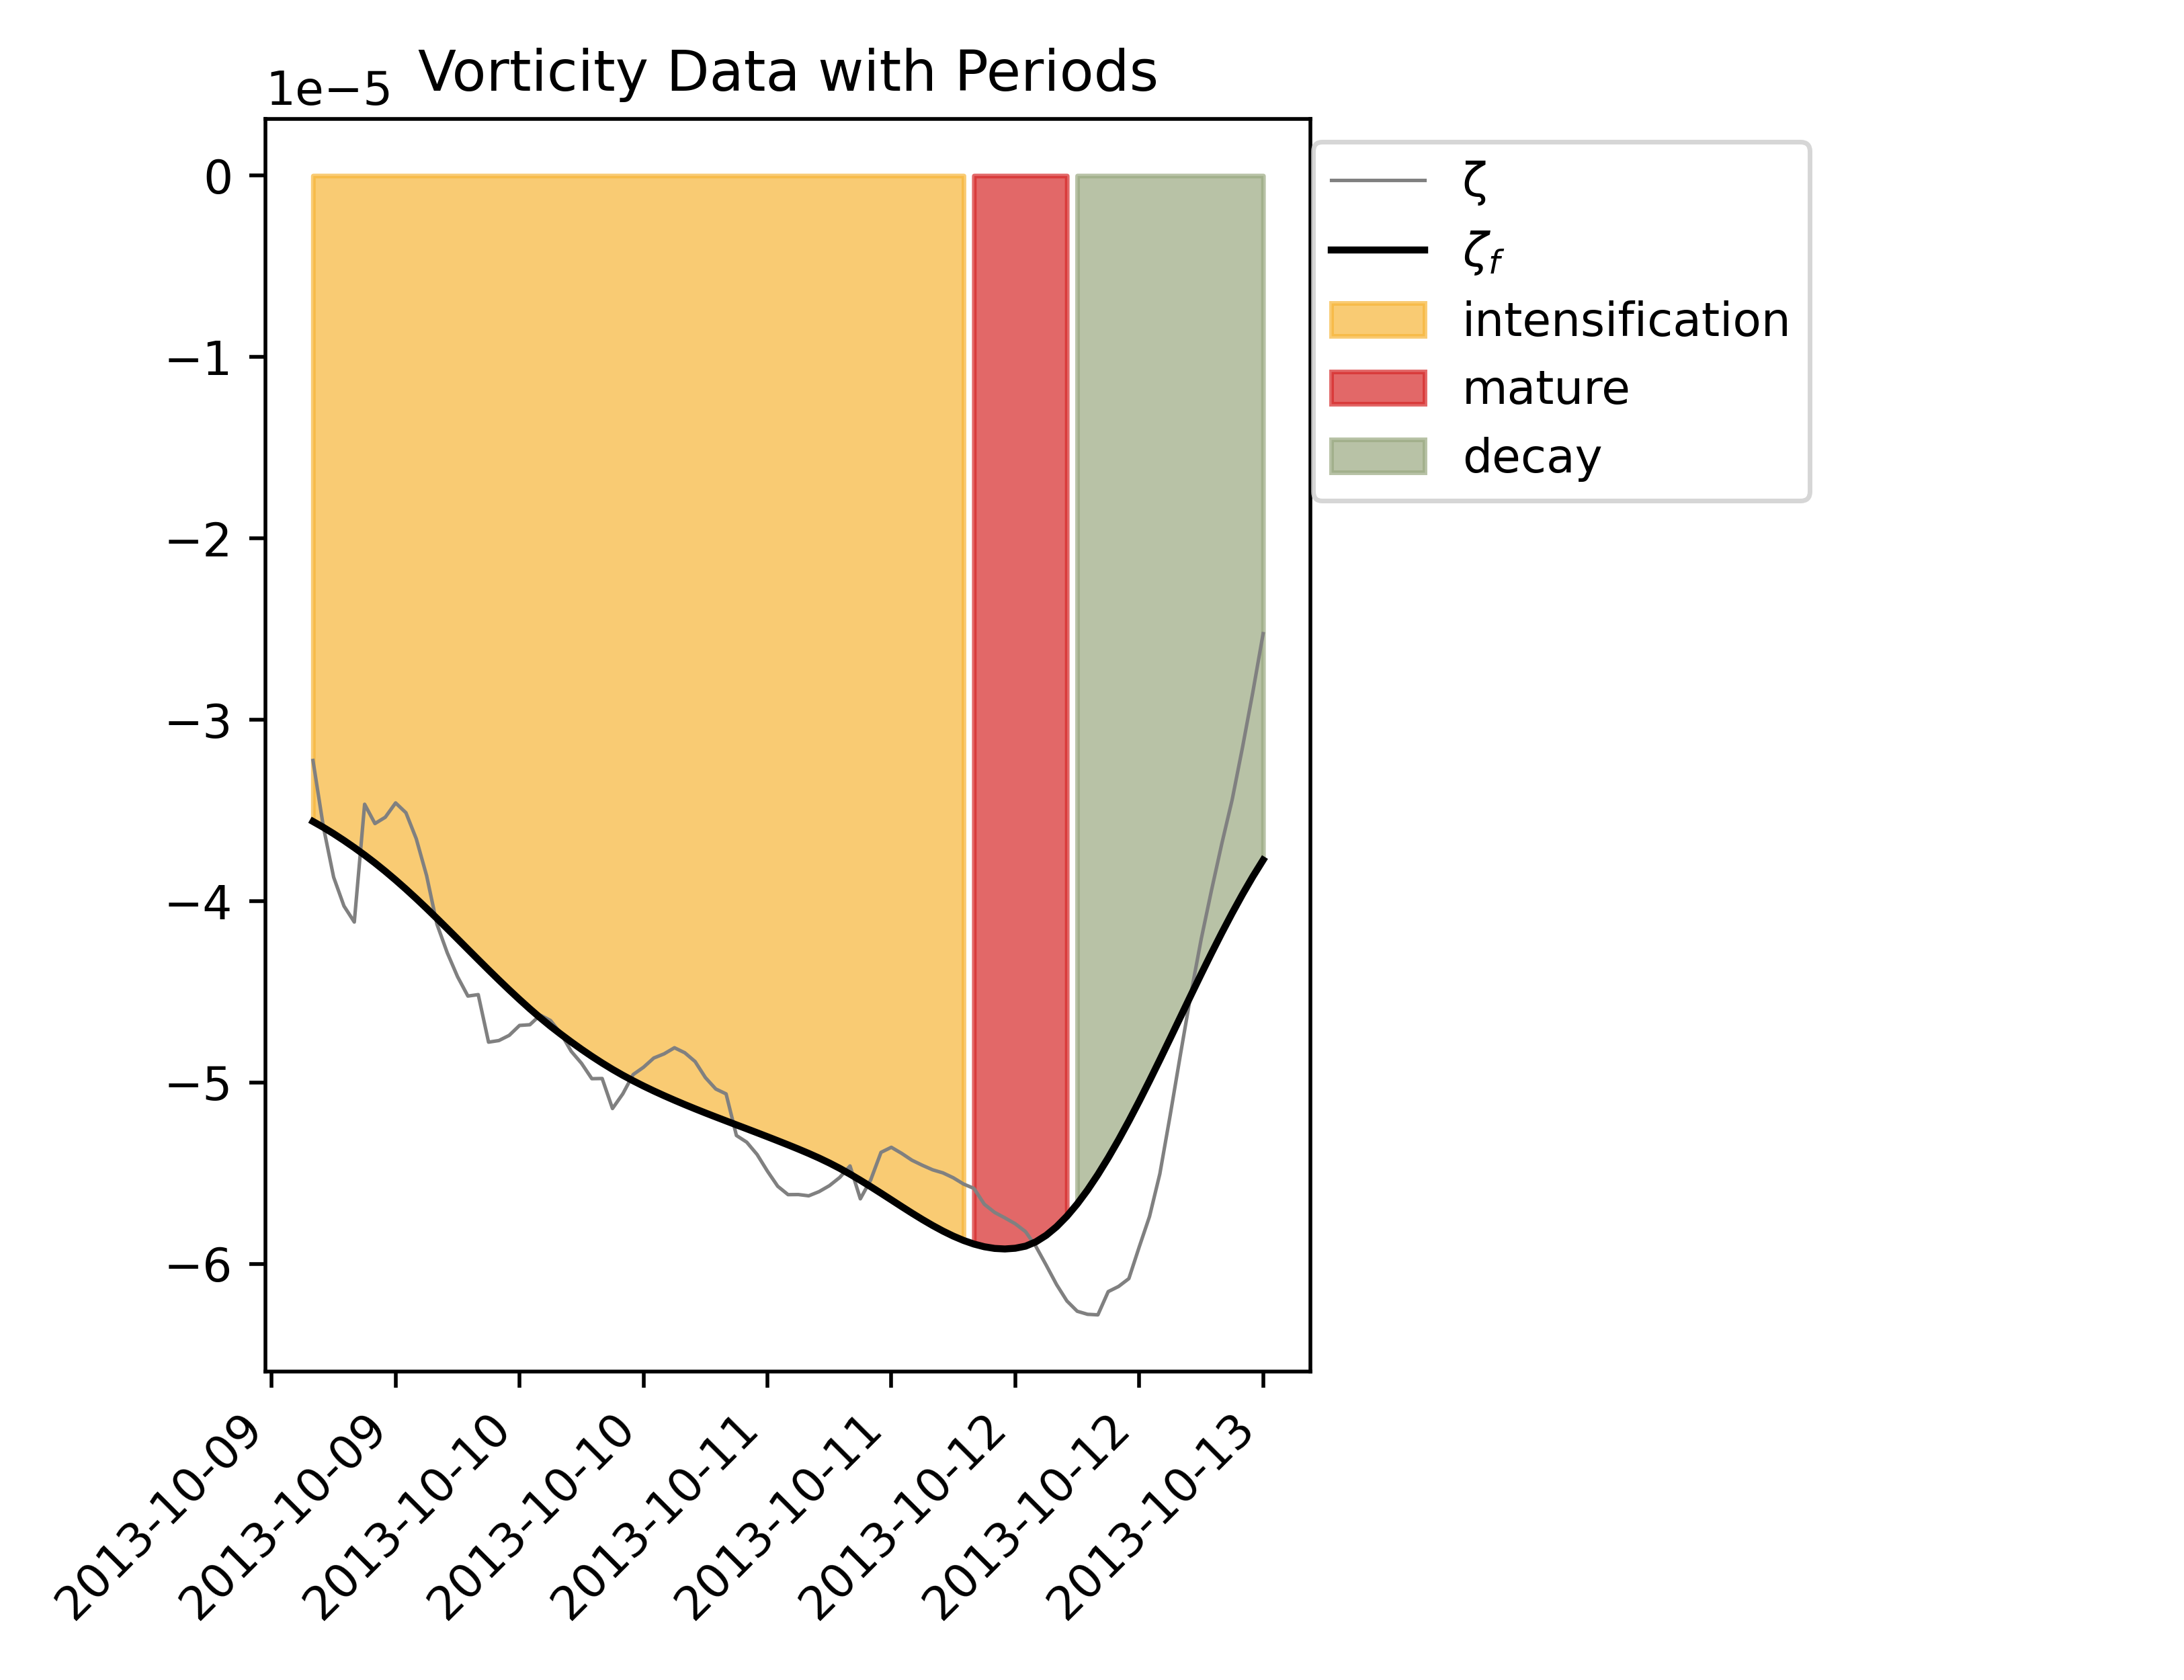 Vorticity Data with Periods
1e−5
0
−1
−2
−3
−4
−5
−6
2013-10-09
2013-10-09
2013-10-10
2013-10-10
2013-10-11
2013-10-11
2013-10-12
2013-10-12
2013-10-13
ζ
ζf
intensification
mature
decay